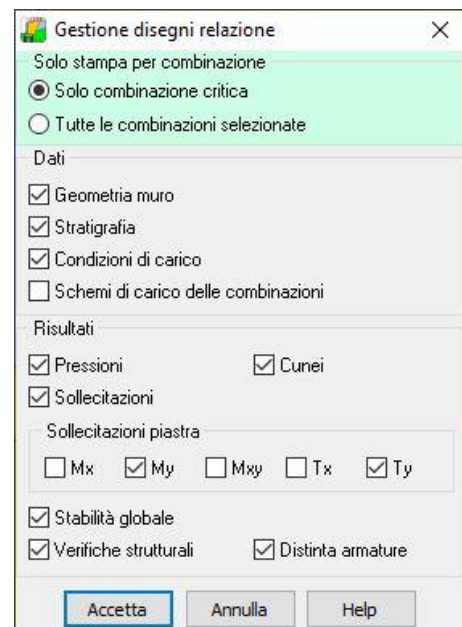 Gestione disegni relazione
Solo stampa per combinazione
Solo combinazione critica
Tutte le combinazioni selezionate
Dati
Geometria muro
Stratigrafia
Condizioni di carico
Schemi di carico delle combinazioni
Risultati
Pressioni Cunei
Sollecitazioni
Sollecitazioni piastra
Mx My Mxy Tx Ty
Stabilità globale
Verifiche strutturali Distinta armature
Accetta Annulla Help